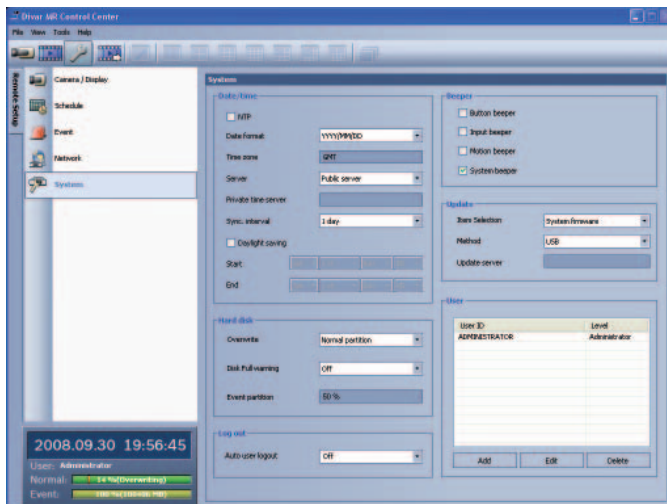 Divar MR Control Center
File View Tools Help
Remote Setup
Camera / Display
Schedule
Event
Network
System
System
Date/time
NTP
Date format YYYY/MM/DD
Time zone GMT
Server Public server
Private time server
Sync. interval 1 day
Daylight saving
Start
End
Hard disk
Overwrite Normal partition
Disk Full warning Off
Event partition 50 %
Log out
Auto user logout Off
Beeper
Button beeper
Input beeper
Motion beeper
System beeper
Update
Item Selection System firmware
Method USB
Update server
User
User ID Level
ADMINISTRATOR Administrator
Add Edit Delete
2008.09.30 19:56:45
User: Administrator
Normal: 14 %(Overwriting)
Event: